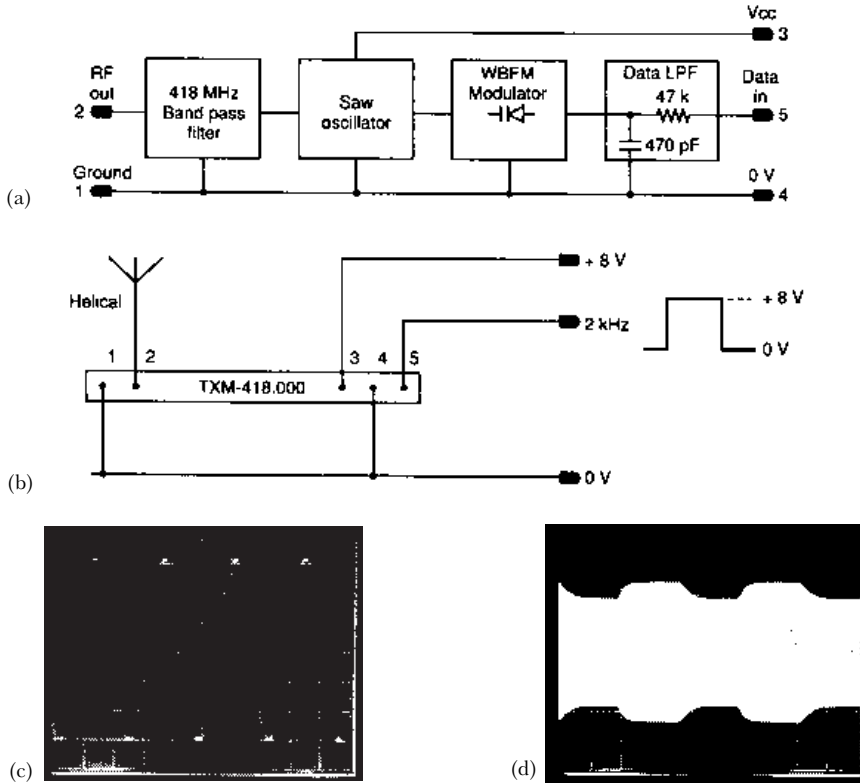 Vcc
3
RF
out
2
418 MHz
Band pass
filter
Saw
oscillator
WBFM
Modulator
Data LPF
47 k
470 pF
Data
in
5
Ground
1
0 V
4
(a)
+ 8 V
Helical
2 kHz
+ 8 V
0 V
1 2 3 4 5
TXM-418.000
0 V
(b)
(c)
(d)